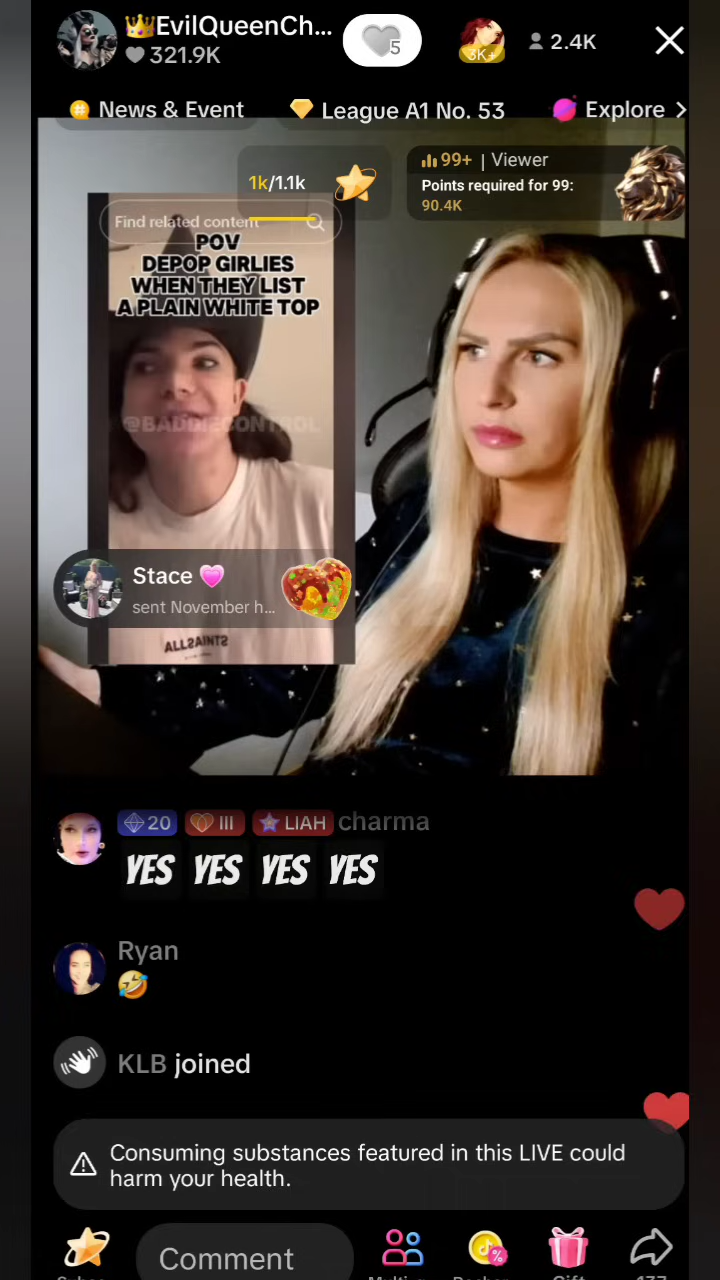 👑EvilQueenCh...
321.9K
5
3K+
2.4K
News & Event
League A1 No. 53
Explore >
1k/1.1k
99+ | Viewer
Points required for 99:
90.4K
Find related content
POV
DEPOP GIRLIES
WHEN THEY LIST
A PLAIN WHITE TOP
@BADDIECONTROL
Stace 💗
sent November h...
ALLSAINTS
20 III LIAH charma
YES YES YES YES
Ryan
🤣
KLB joined
Consuming substances featured in this LIVE could
harm your health.
Comment